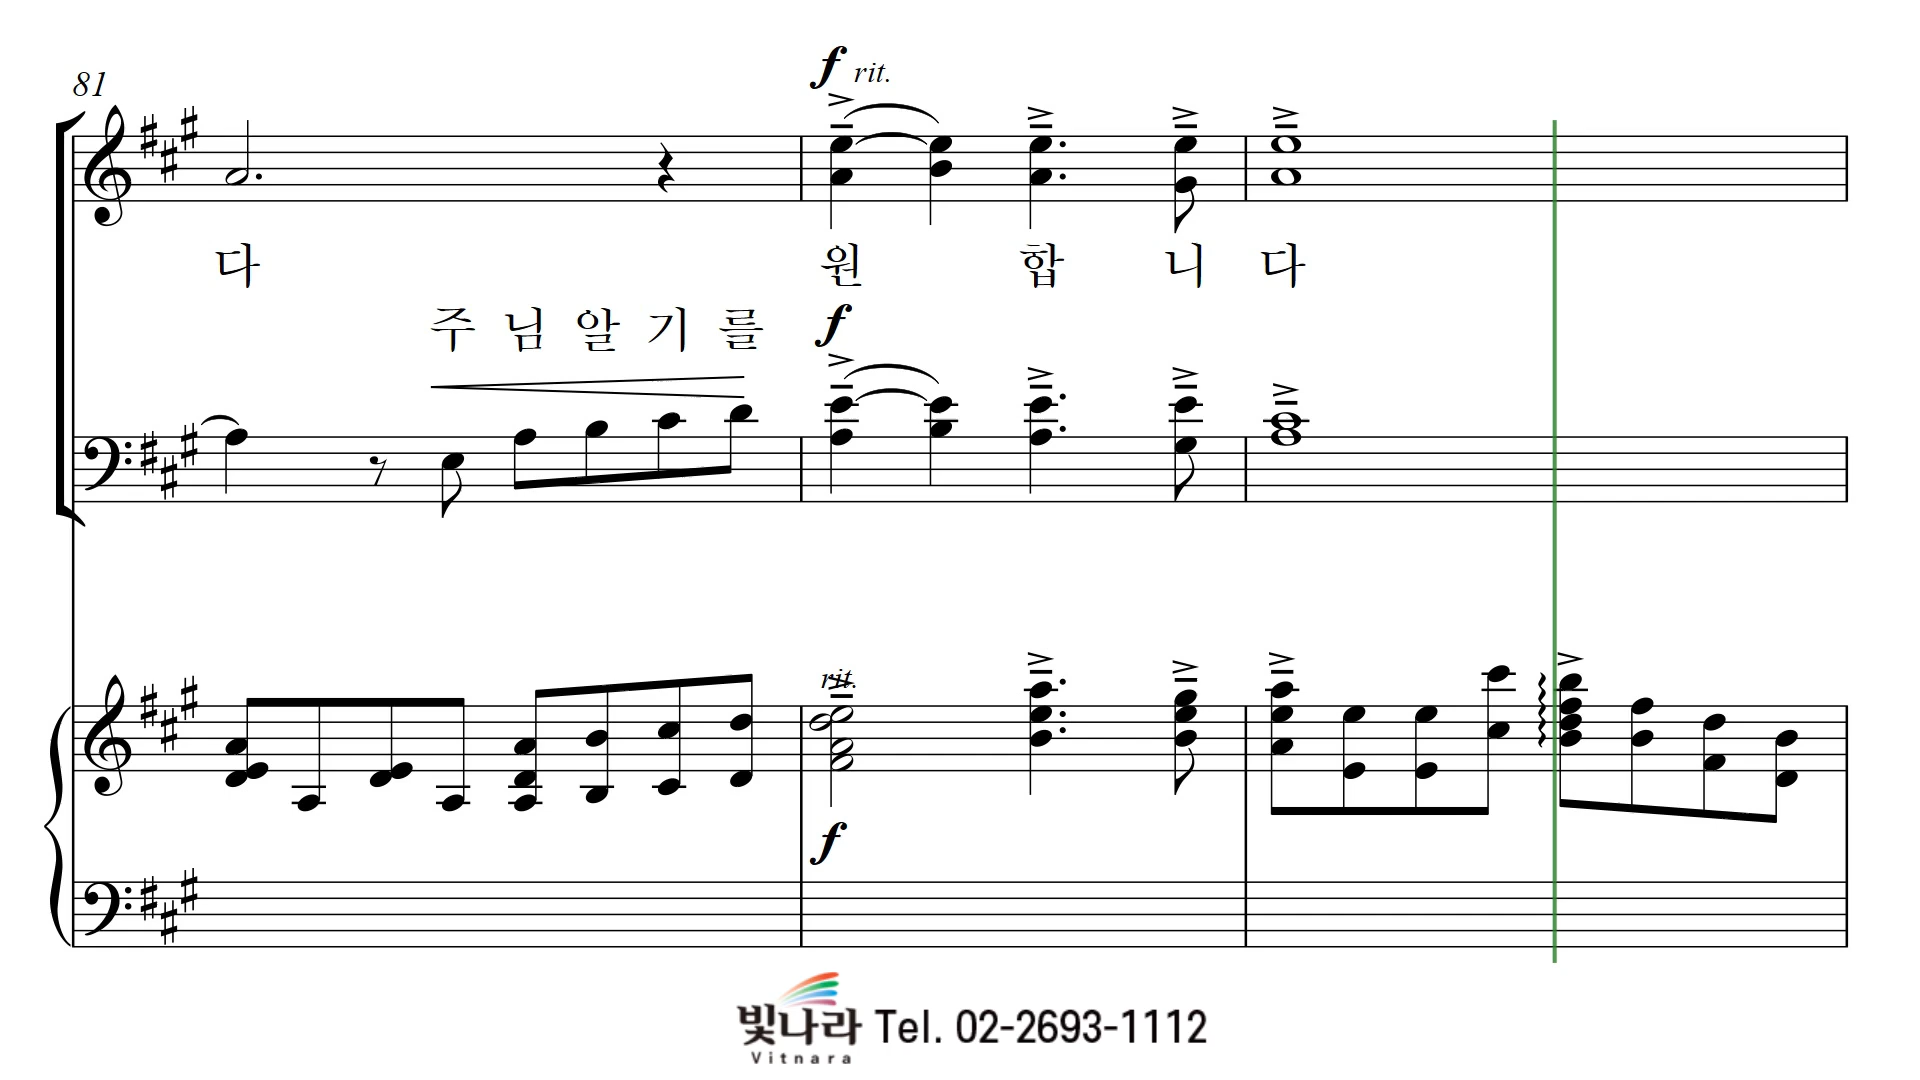 f rit.
81
다 원 합 니 다
주 님 알 기 를 f
rit.
f
빛나라 Tel. 02-2693-1112
Vitnara